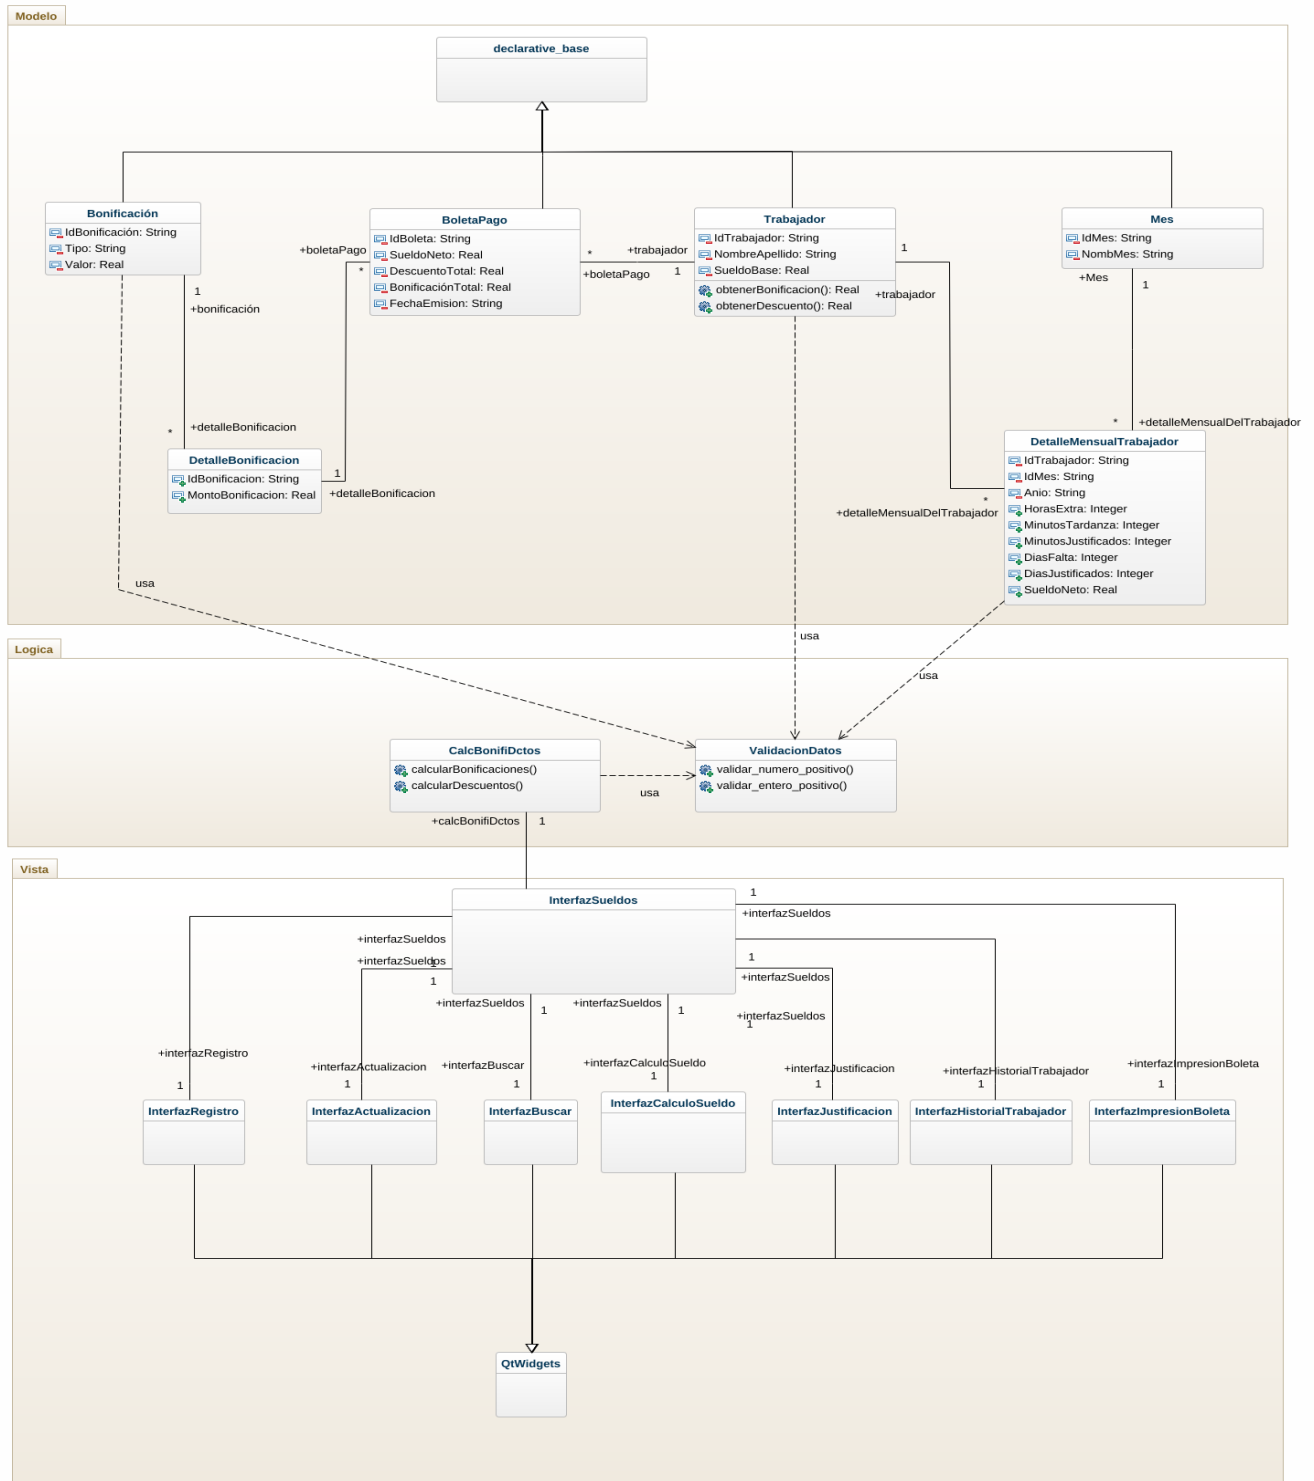 Modelo
declarative_base
Bonificación
IdBonificación: String
Tipo: String
Valor: Real
BoletaPago
IdBoleta: String
SueldoNeto: Real
DescuentoTotal: Real
BonificaciónTotal: Real
FechaEmision: String
Trabajador
IdTrabajador: String
NombreApellido: String
SueldoBase: Real
obtenerBonificacion(): Real
obtenerDescuento(): Real
Mes
IdMes: String
NombMes: String
+boletaPago
*
*
+boletaPago
+trabajador
1
1
+trabajador
+Mes
1
1
+bonificación
*
+detalleBonificacion
DetalleBonificacion
IdBonificacion: String
MontoBonificacion: Real
1
+detalleBonificacion
*
+detalleMensualDelTrabajador
DetalleMensualTrabajador
IdTrabajador: String
IdMes: String
Anio: String
HorasExtra: Integer
MinutosTardanza: Integer
MinutosJustificados: Integer
DiasFalta: Integer
DiasJustificados: Integer
SueldoNeto: Real
*
+detalleMensualDelTrabajador
usa
usa
usa
Logica
CalcBonifiDctos
calcularBonificaciones()
calcularDescuentos()
usa
ValidacionDatos
validar_numero_positivo()
validar_entero_positivo()
+calcBonifiDctos
1
Vista
InterfazSueldos
1
+interfazSueldos
+interfazSueldos
+interfazSueldos
1
1
1
+interfazSueldos
+interfazSueldos
1
+interfazSueldos
1
+interfazSueldos
1
+interfazRegistro
1
+interfazActualizacion
1
+interfazBuscar
1
+interfazCalculoSueldo
1
+interfazJustificacion
1
+interfazHistorialTrabajador
1
+interfazImpresionBoleta
1
InterfazRegistro
InterfazActualizacion
InterfazBuscar
InterfazCalculoSueldo
InterfazJustificacion
InterfazHistorialTrabajador
InterfazImpresionBoleta
QtWidgets